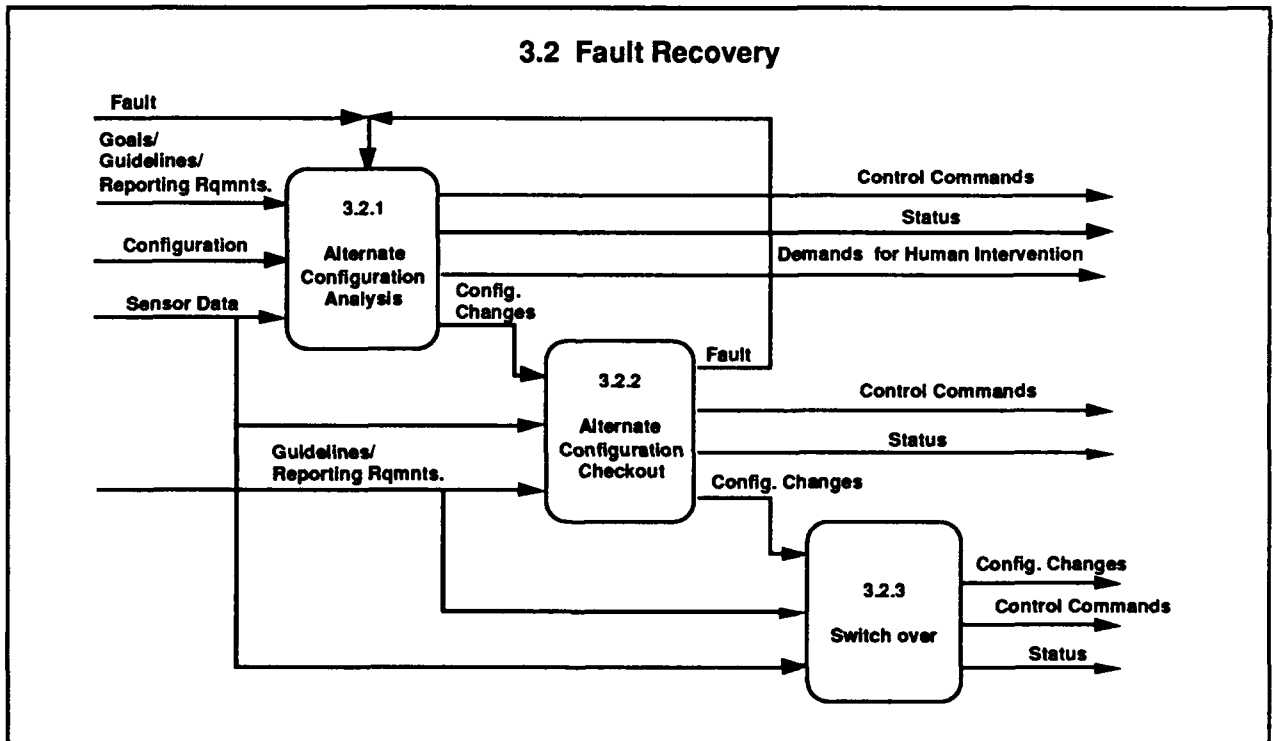 3.2 Fault Recovery
Fault
Goals/
Guidelines/
Reporting Rqmnts.
Configuration
Sensor Data
3.2.1
Alternate
Configuration
Analysis
Control Commands
Status
Demands for Human Intervention
Config.
Changes
3.2.2
Alternate
Configuration
Checkout
Fault
Control Commands
Status
Guidelines/
Reporting Rqmnts.
Config. Changes
3.2.3
Switch over
Config. Changes
Control Commands
Status